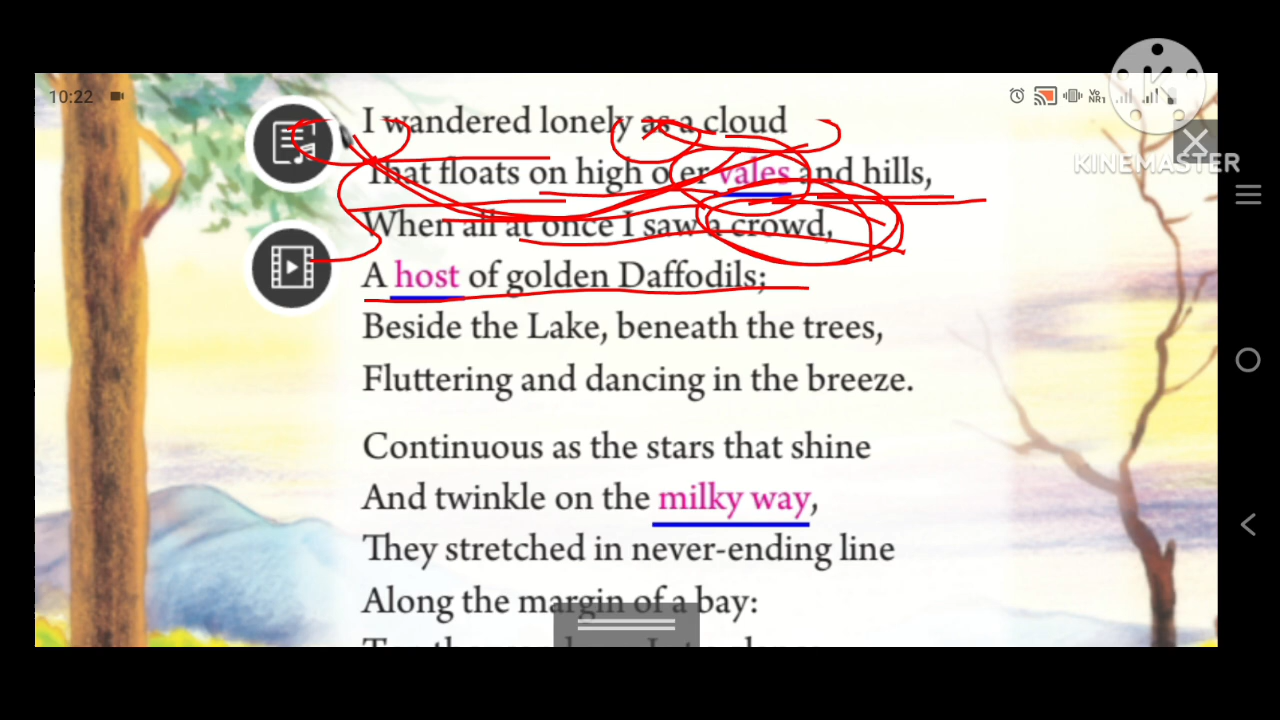 10:22
VoNR1
KINEMASTER
I wandered lonely as a cloud
That floats on high o'er vales and hills,
When all at once I saw a crowd,
A host of golden Daffodils;
Beside the Lake, beneath the trees,
Fluttering and dancing in the breeze.
Continuous as the stars that shine
And twinkle on the milky way,
They stretched in never-ending line
Along the margin of a bay: